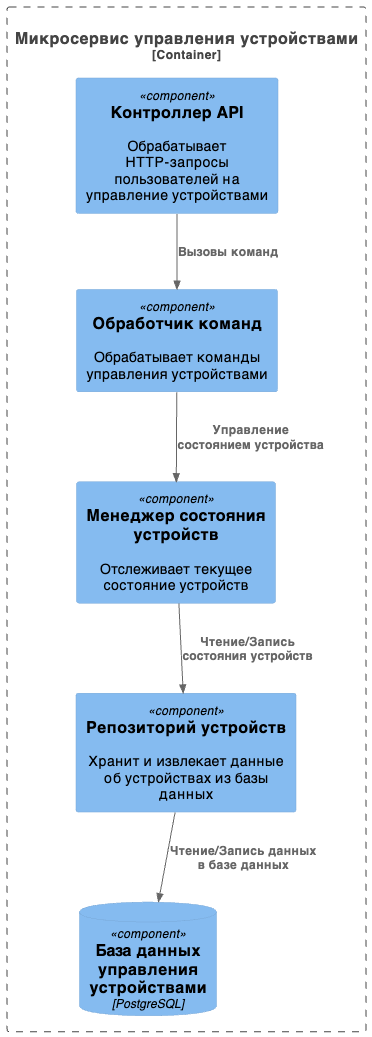 Микросервис управления устройствами
[Container]
«component»
Контроллер API
Обрабатывает
HTTP-запросы
пользователей на
управление устройствами
Вызовы команд
«component»
Обработчик команд
Обрабатывает команды
управления устройствами
Управление
состоянием устройства
«component»
Менеджер состояния
устройств
Отслеживает текущее
состояние устройств
Чтение/Запись
состояния устройств
«component»
Репозиторий устройств
Хранит и извлекает данные
об устройствах из базы
данных
Чтение/Запись данных
в базе данных
«component»
База данных
управления
устройствами
[PostgreSQL]